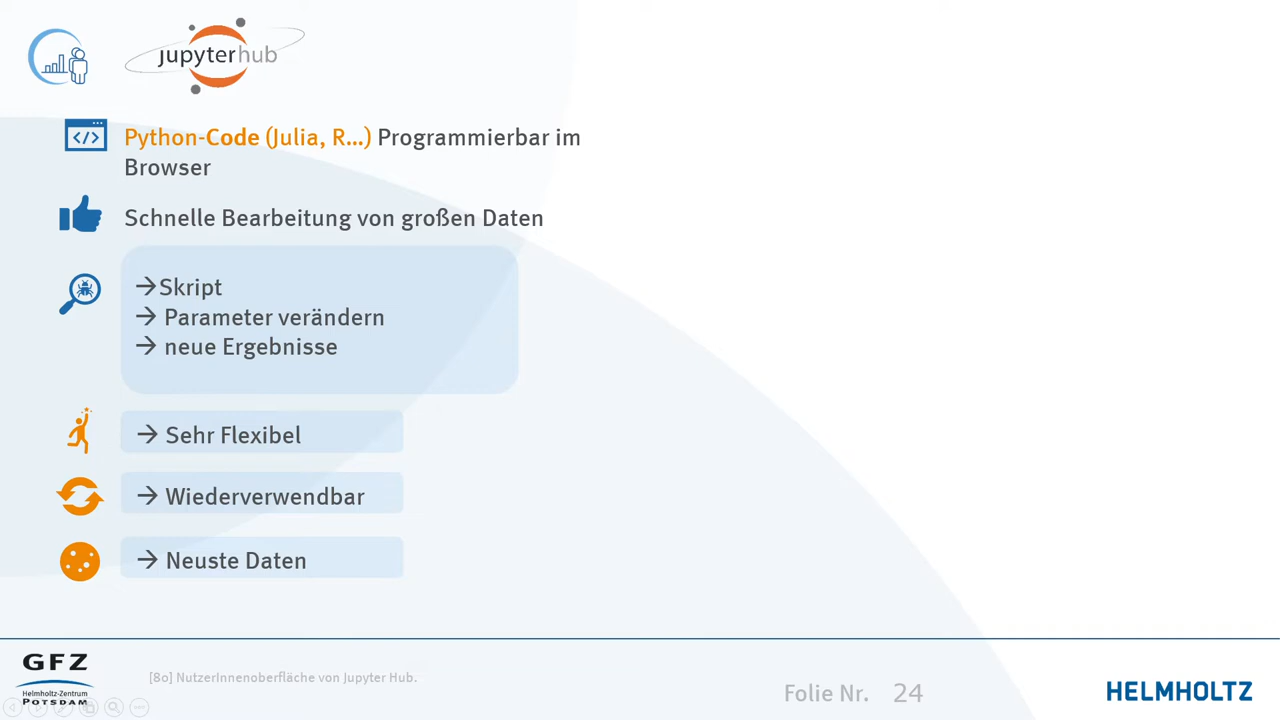 jupyterhub
Python-Code (Julia, R...) Programmierbar im
Browser
Schnelle Bearbeitung von großen Daten
→Skript
→ Parameter verändern
→ neue Ergebnisse
→ Sehr Flexibel
→ Wiederverwendbar
→ Neuste Daten
GFZ
Helmholtz-Zentrum
POTSDAM
[80] NutzerInnenoberfläche von Jupyter Hub.
Folie Nr. 24
HELMHOLTZ